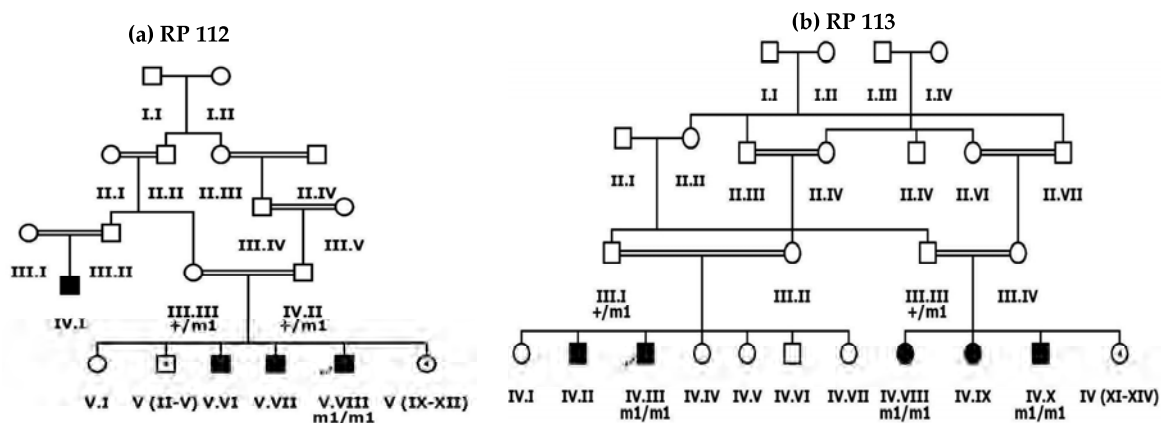 (a) RP 112
I.I I.II
II.I II.II II.III II.IV
III.IV III.V
III.I III.II
III.III IV.II
+/m1 +/m1
IV.I
V.I V (II-V) V.VI V.VII V.VIII V (IX-XII)
m1/m1
(b) RP 113
I.I I.II I.III I.IV
II.I II.II II.III II.IV II.IV II.VI II.VII
III.I III.II III.III III.IV
+/m1 +/m1
IV.I IV.II IV.III IV.IV IV.V IV.VI IV.VII IV.VIII IV.IX IV.X IV (XI-XIV)
m1/m1 m1/m1 m1/m1